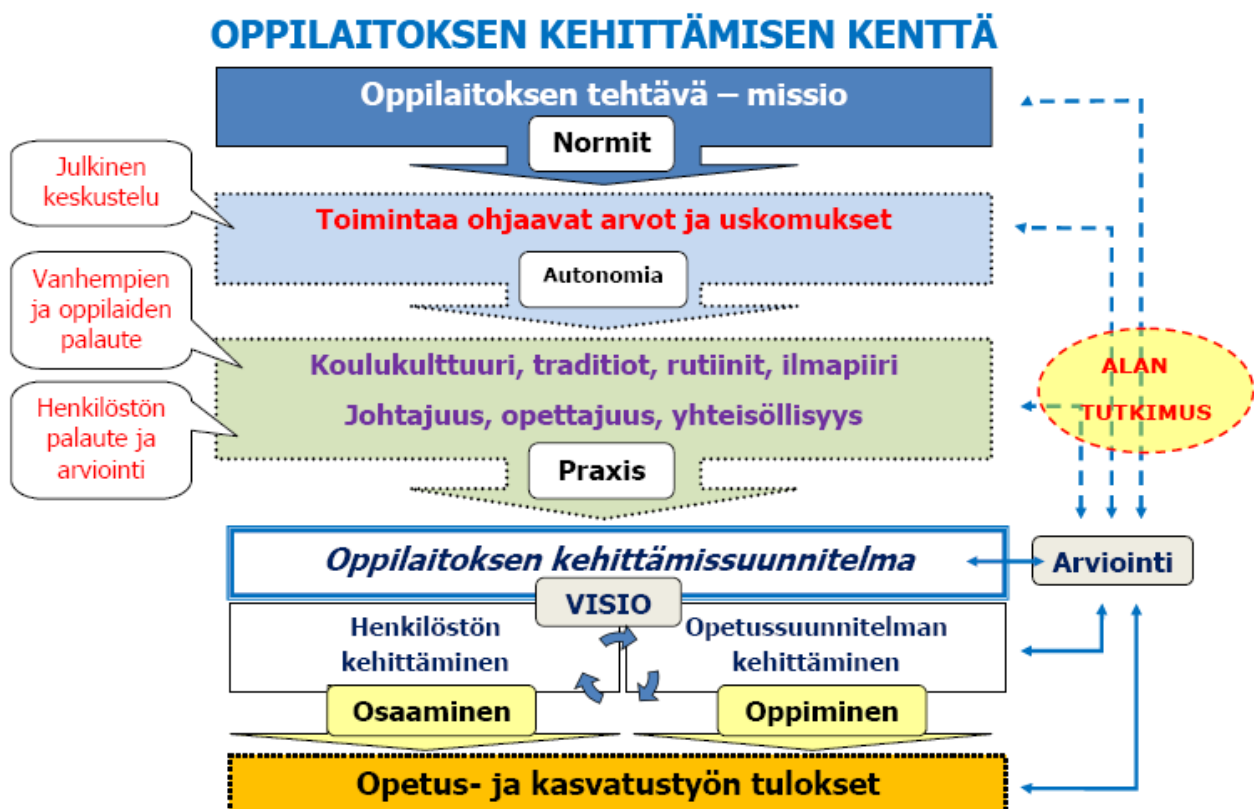 OPPILAITOKSEN KEHITTÄMISEN KENTTÄ
Oppilaitoksen tehtävä – missio
Normit
Julkinen
keskustelu
Toimintaa ohjaavat arvot ja uskomukset
Autonomia
Vanhempien
ja oppilaiden
palaute
Koulukulttuuri, traditiot, rutiinit, ilmapiiri
Johtajuus, opettajuus, yhteisöllisyys
Henkilöstön
palaute ja
arviointi
Praxis
ALAN
TUTKIMUS
Oppilaitoksen kehittämissuunnitelma
Arviointi
VISIO
Henkilöstön
kehittäminen
Opetussuunnitelman
kehittäminen
Osaaminen
Oppiminen
Opetus- ja kasvatustyön tulokset